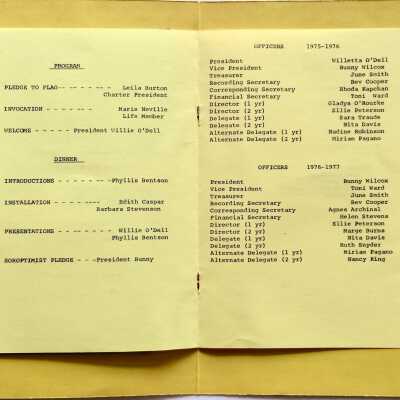 PROGRAM
PLEDGE TO FLAG-- -- -- -- -- Leila Burton
Charter President
INVOCATION - - - - - - - Marie Neville
Life Member
WELCOME - - - - - President Willie O'Dell
DINNER
INTRODUCTIONS - - - - - - --Phyllis Bentson
INSTALLATION - - - - ---- Edith Caspar
Barbara Stevenson
PRESENTATIONS - - - - - - Willie O'Dell
Phyllis Bentson
SOROPTIMIST PLEDGE - - -President Bunny
OFFICERS 1975-1976
President Willetta O'Dell
Vice President Bunny Wilcox
Treasurer June Smith
Recording Secretary Bev Cooper
Corresponding Secretary Rhoda Kapchan
Financial Secretary Toni Ward
Director (1 yr) Gladys O'Rourke
Director (2 yr) Ellie Peterson
Delegate (1 yr) Sara Traude
Delegate (2 yr) Nita Davis
Alternate Delegate (1 yr) Nadine Robinson
Alternate Delegate (2 yr) Miriam Pagano
OFFICERS 1976-1977
President Bunny Wilcox
Vice President Toni Ward
Treasurer June Smith
Recording Secretary Bev Cooper
Corresponding Secretary Agnes Archinal
Financial Secretary Helen Stevens
Director (1 yr) Ellie Peterson
Director (2 yr) Marge Burns
Delegate (1 yr) Nita Davis
Delegate (2 yr) Ruth Snyder
Alternate Delegate (1 yr) Miriam Pagano
Alternate Delegate (2 yr) Nancy King